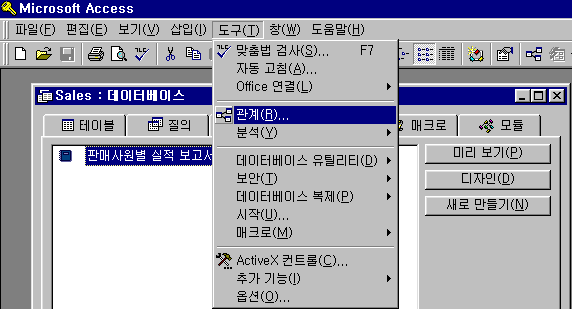 Microsoft Access
파일(F) 편집(E) 보기(V) 삽입(I) 도구(T) 창(W) 도움말(H)
맞춤법 검사(S)... F7
자동 고침(A)...
Office 연결(L)
Sales : 데이터베이스
관계(R)...
테이블 질의 매크로 모듈
분석(Y)
판매사원별 실적 보고서
미리 보기(P)
데이터베이스 유틸리티(D)
보안(T)
디자인(D)
데이터베이스 복제(P)
새로 만들기(N)
시작(U)...
매크로(M)
ActiveX 컨트롤(C)...
추가 기능(I)
옵션(O)...